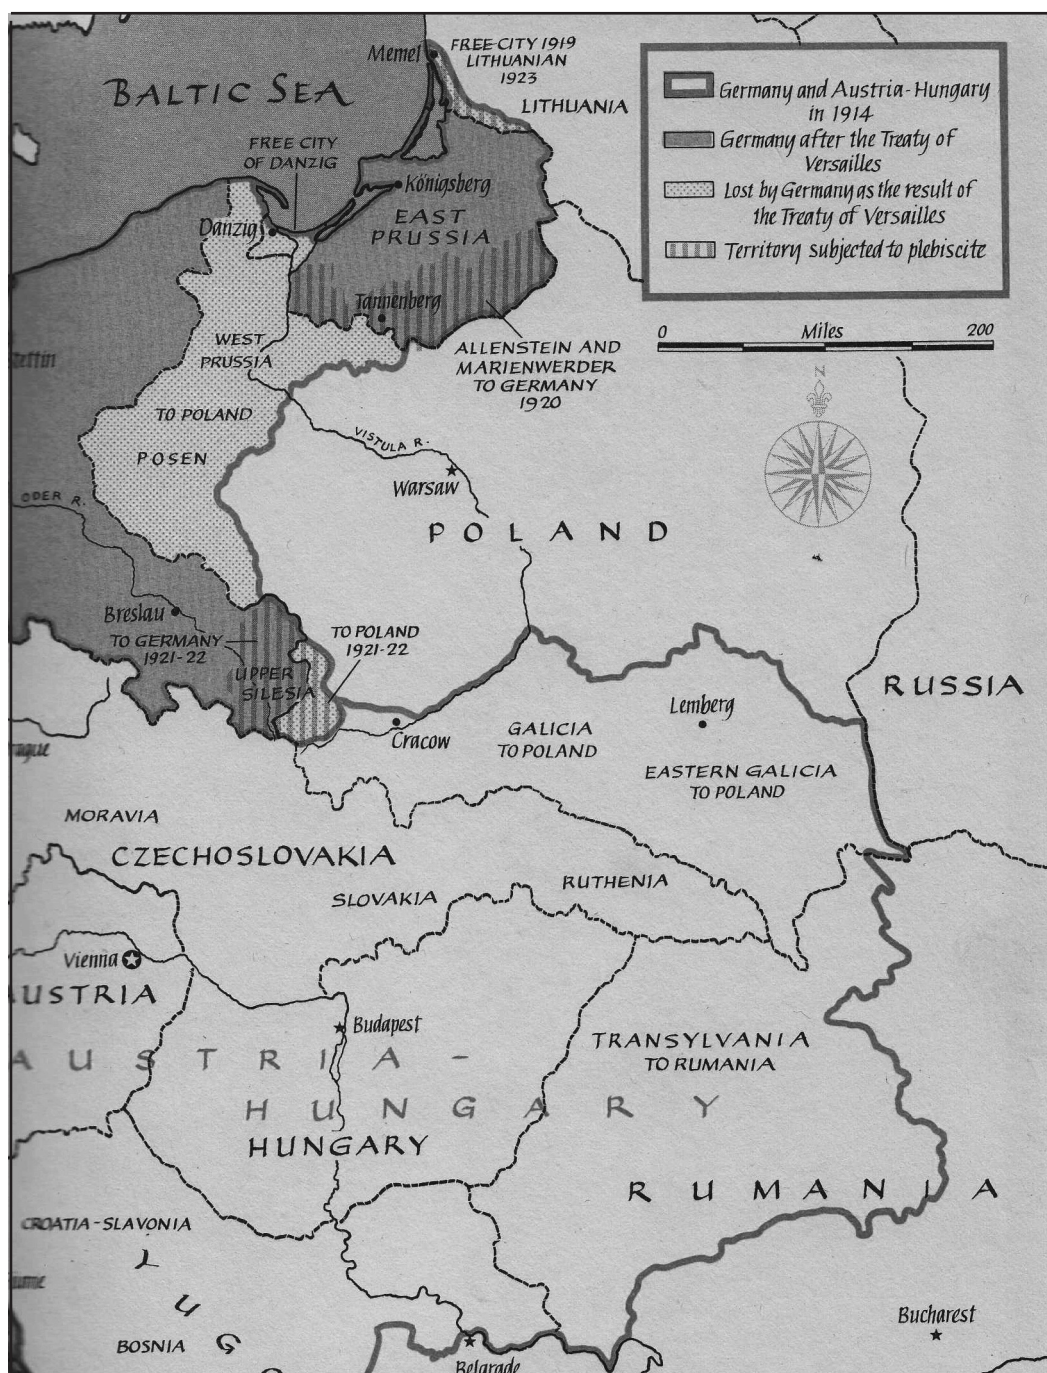 Memel
FREE CITY 1919
LITHUANIAN
1923
BALTIC SEA
LITHUANIA
Germany and Austria-Hungary
in 1914
Germany after the Treaty of
Versailles
Lost by Germany as the result of
the Treaty of Versailles
Territory subjected to plebiscite
FREE CITY
OF DANZIG
Königsberg
EAST
PRUSSIA
Danzig
Tannenberg
0 Miles 200
WEST
PRUSSIA
ALLENSTEIN AND
MARIENWERDER
TO GERMANY
1920
N
TO POLAND
POSEN
VISTULA R.
Warsaw
ODER R.
POLAND
Breslau
TO GERMANY
1921-22
TO POLAND
1921-22
UPPER
SILESIA
RUSSIA
Lemberg
Cracow
GALICIA
TO POLAND
EASTERN GALICIA
TO POLAND
MORAVIA
CZECHOSLOVAKIA
SLOVAKIA
RUTHENIA
Vienna
USTRIA
Budapest
AUSTRIA-
HUNGARY
TRANSYLVANIA
TO RUMANIA
HUNGARY
RUMANIA
CROATIA-SLAVONIA
L
U
G
BOSNIA
Bucharest
Belgrade